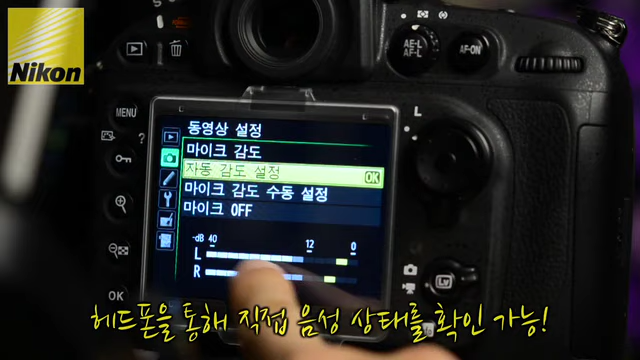 Nikon
AE-L
AF-L
AF-ON
MENU
?
L
동영상 설정
마이크 감도
자동 감도 설정 OK
마이크 감도 수동 설정
마이크 OFF
-dB 40 12 0
L
R
Lv
OK
헤드폰을 통해 직접 음성 상태를 확인 가능!